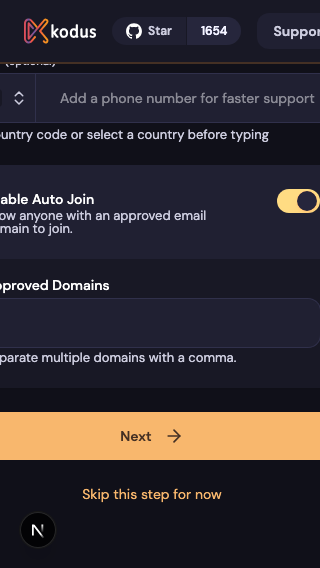 kodus
Star 1654 Suppor
(optional)
Add a phone number for faster support
ountry code or select a country before typing
able Auto Join
ow anyone with an approved email
main to join.
pproved Domains
parate multiple domains with a comma.
Next
Skip this step for now
N